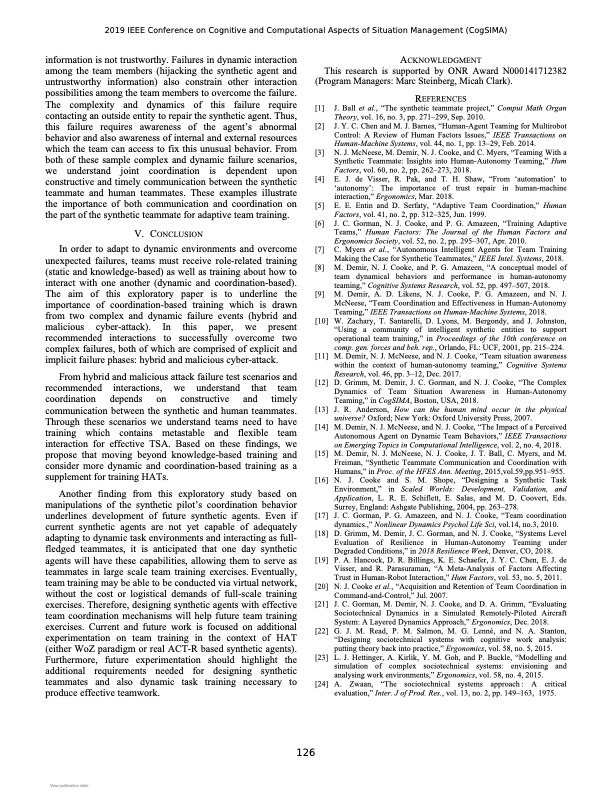 2019 IEEE Conference on Cognitive and Computational Aspects of Situation Management (CogSIMA)
information is not trustworthy. Failures in dynamic interaction
among the team members (hijacking the synthetic agent and
untrustworthy information) also constrain other interaction
possibilities among the team members to overcome the failure.
The complexity and dynamics of this failure require
contacting an outside entity to repair the synthetic agent. Thus,
this failure requires awareness of the agent's abnormal
behavior and also awareness of internal and external resources
which the team can access to fix this unusual behavior. From
both of these sample complex and dynamic failure scenarios,
we understand joint coordination is dependent upon
constructive and timely communication between the synthetic
teammate and human teammates. These examples illustrate
the importance of both communication and coordination on
the part of the synthetic teammate for adaptive team training.
V. CONCLUSION
In order to adapt to dynamic environments and overcome
unexpected failures, teams must receive role-related training
(static and knowledge-based) as well as training about how to
interact with one another (dynamic and coordination-based).
The aim of this exploratory paper is to underline the
importance of coordination-based training which is drawn
from two complex and dynamic failure events (hybrid and
malicious cyber-attack). In this paper, we present
recommended interactions to successfully overcome two
complex failures, both of which are comprised of explicit and
implicit failure phases: hybrid and malicious cyber-attack.
From hybrid and malicious attack failure test scenarios and
recommended interactions, we understand that team
coordination depends on constructive and timely
communication between the synthetic and human teammates.
Through these scenarios we understand teams need to have
training which contains metastable and flexible team
interaction for effective TSA. Based on these findings, we
propose that moving beyond knowledge-based training and
consider more dynamic and coordination-based training as a
supplement for training HATs.
Another finding from this exploratory study based on
manipulations of the synthetic pilot's coordination behavior
underlines development of future synthetic agents. Even if
current synthetic agents are not yet capable of adequately
adapting to dynamic task environments and interacting as full-
fledged teammates, it is anticipated that one day synthetic
agents will have these capabilities, allowing them to serve as
teammates in large scale team training exercises. Eventually,
team training may be able to be conducted via virtual network,
without the cost or logistical demands of full-scale training
exercises. Therefore, designing synthetic agents with effective
team coordination mechanisms will help future team training
exercises. Current and future work is focused on additional
experimentation on team training in the context of HAT
(either WoZ paradigm or real ACT-R based synthetic agents).
Furthermore, future experimentation should highlight the
additional requirements needed for designing synthetic
teammates and also dynamic task training necessary to
produce effective teamwork.
ACKNOWLEDGMENT
This research is supported by ONR Award N000141712382
(Program Managers: Marc Steinberg, Micah Clark).
REFERENCES
[1] J. Ball et al., "The synthetic teammate project," Comput Math Organ
Theory, vol. 16, no. 3, pp. 271–299, Sep. 2010.
[2] J. Y. C. Chen and M. J. Barnes, "Human-Agent Teaming for Multirobot
Control: A Review of Human Factors Issues," IEEE Transactions on
Human-Machine Systems, vol. 44, no. 1, pp. 13–29, Feb. 2014.
[3] N. J. McNeese, M. Demir, N. J. Cooke, and C. Myers, "Teaming With a
Synthetic Teammate: Insights into Human-Autonomy Teaming," Hum
Factors, vol. 60, no. 2, pp. 262–273, 2018.
[4] E. J. de Visser, R. Pak, and T. H. Shaw, "From 'automation' to
'autonomy': The importance of trust repair in human-machine
interaction," Ergonomics, Mar. 2018.
[5] E. E. Entin and D. Serfaty, "Adaptive Team Coordination," Human
Factors, vol. 41, no. 2, pp. 312–325, Jun. 1999.
[6] J. C. Gorman, N. J. Cooke, and P. G. Amazeen, "Training Adaptive
Teams," Human Factors: The Journal of the Human Factors and
Ergonomics Society, vol. 52, no. 2, pp. 295–307, Apr. 2010.
[7] C. Myers et al., "Autonomous Intelligent Agents for Team Training
Making the Case for Synthetic Teammates," IEEE Intel. Systems, 2018.
[8] M. Demir, N. J. Cooke, and P. G. Amazeen, "A conceptual model of
team dynamical behaviors and performance in human-autonomy
teaming," Cognitive Systems Research, vol. 52, pp. 497–507, 2018.
[9] M. Demir, A. D. Likens, N. J. Cooke, P. G. Amazeen, and N. J.
McNeese, "Team Coordination and Effectiveness in Human-Autonomy
Teaming," IEEE Transactions on Human-Machine Systems, 2018.
[10] W. Zachary, T. Santarelli, D. Lyons, M. Bergondy, and J. Johnston,
"Using a community of intelligent synthetic entities to support
operational team training," in Proceedings of the 10th conference on
comp. gen. forces and beh. rep., Orlando, FL: UCF, 2001, pp. 215–224.
[11] M. Demir, N. J. McNeese, and N. J. Cooke, "Team situation awareness
within the context of human-autonomy teaming," Cognitive Systems
Research, vol. 46, pp. 3–12, Dec. 2017.
[12] D. Grimm, M. Demir, J. C. Gorman, and N. J. Cooke, "The Complex
Dynamics of Team Situation Awareness in Human-Autonomy
Teaming," in CogSIMA, Boston, USA, 2018.
[13] J. R. Anderson, How can the human mind occur in the physical
universe? Oxford; New York: Oxford University Press, 2007.
[14] M. Demir, N. J. McNeese, and N. J. Cooke, "The Impact of a Perceived
Autonomous Agent on Dynamic Team Behaviors," IEEE Transactions
on Emerging Topics in Computational Intelligence, vol. 2, no. 4, 2018.
[15] M. Demir, N. J. McNeese, N. J. Cooke, J. T. Ball, C. Myers, and M.
Freiman, "Synthetic Teammate Communication and Coordination with
Humans," in Proc. of the HFES Ann. Meeting, 2015,vol.59,pp.951–955.
[16] N. J. Cooke and S. M. Shope, "Designing a Synthetic Task
Environment," in Scaled Worlds: Development, Validation, and
Application, L. R. E. Schiflett, E. Salas, and M. D. Coovert, Eds.
Surrey, England: Ashgate Publishing, 2004, pp. 263–278.
[17] J. C. Gorman, P. G. Amazeen, and N. J. Cooke, "Team coordination
dynamics.," Nonlinear Dynamics Psychol Life Sci, vol.14, no.3, 2010.
[18] D. Grimm, M. Demir, J. C. Gorman, and N. J. Cooke, "Systems Level
Evaluation of Resilience in Human-Autonomy Teaming under
Degraded Conditions," in 2018 Resilience Week, Denver, CO, 2018.
[19] P. A. Hancock, D. R. Billings, K. E. Schaefer, J. Y. C. Chen, E. J. de
Visser, and R. Parasuraman, "A Meta-Analysis of Factors Affecting
Trust in Human-Robot Interaction," Hum Factors, vol. 53, no. 5, 2011.
[20] N. J. Cooke et al., "Acquisition and Retention of Team Coordination in
Command-and-Control," Jul. 2007.
[21] J. C. Gorman, M. Demir, N. J. Cooke, and D. A. Grimm, "Evaluating
Sociotechnical Dynamics in a Simulated Remotely-Piloted Aircraft
System: A Layered Dynamics Approach," Ergonomics, Dec. 2018.
[22] G. J. M. Read, P. M. Salmon, M. G. Lenné, and N. A. Stanton,
"Designing sociotechnical systems with cognitive work analysis:
putting theory back into practice," Ergonomics, vol. 58, no. 5, 2015.
[23] L. J. Hettinger, A. Kirlik, Y. M. Goh, and P. Buckle, "Modelling and
simulation of complex sociotechnical systems: envisioning and
analysing work environments," Ergonomics, vol. 58, no. 4, 2015.
[24] A. Zwaan, "The sociotechnical systems approach: A critical
evaluation," Inter. J of Prod. Res., vol. 13, no. 2, pp. 149–163, 1975.
126
View publication stats